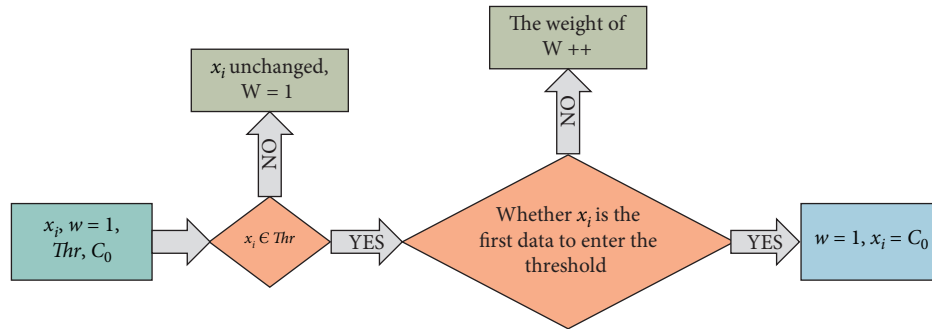 xᵢ, w = 1,
Thr, C₀
xᵢ ∈ Thr
NO
xᵢ unchanged,
W = 1
YES
Whether xᵢ is the
first data to enter the
threshold
NO
The weight of
W ++
YES
w = 1, xᵢ = C₀